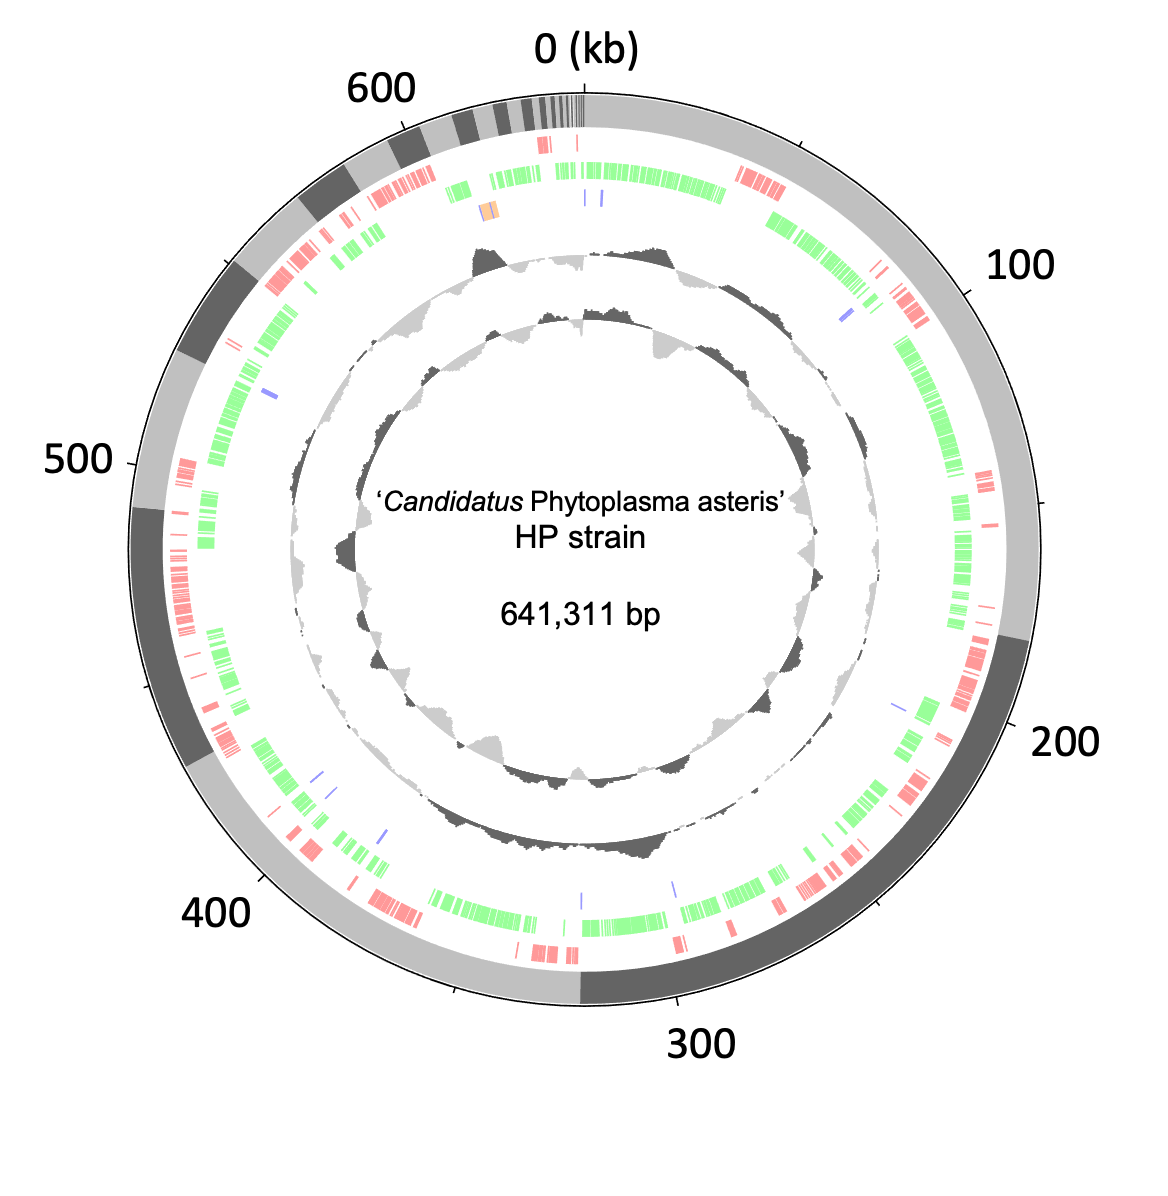 0 (kb)
600
100
500
‘Candidatus Phytoplasma asteris’
HP strain
641,311 bp
200
400
300